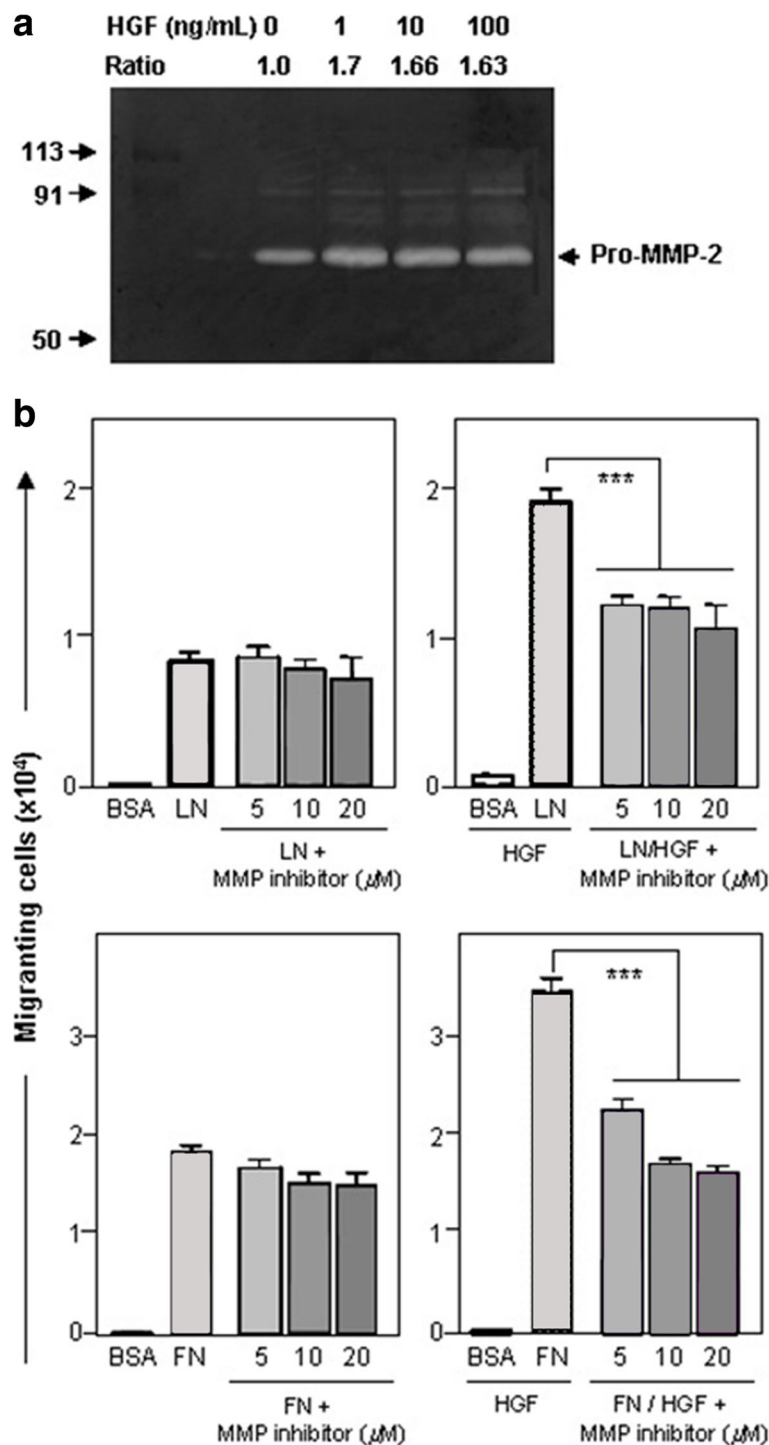 a
HGF (ng/mL) 0 1 10 100
Ratio 1.0 1.7 1.66 1.63
113
91
Pro-MMP-2
50
b
Migranting cells (x10⁴)
2
1
0
BSA LN 5 10 20
LN +
MMP inhibitor (µM)
2
1
0
***
BSA LN 5 10 20
HGF
LN/HGF +
MMP inhibitor (µM)
3
2
1
0
BSA FN 5 10 20
FN +
MMP inhibitor (µM)
3
2
1
0
***
BSA FN 5 10 20
HGF
FN / HGF +
MMP inhibitor (µM)